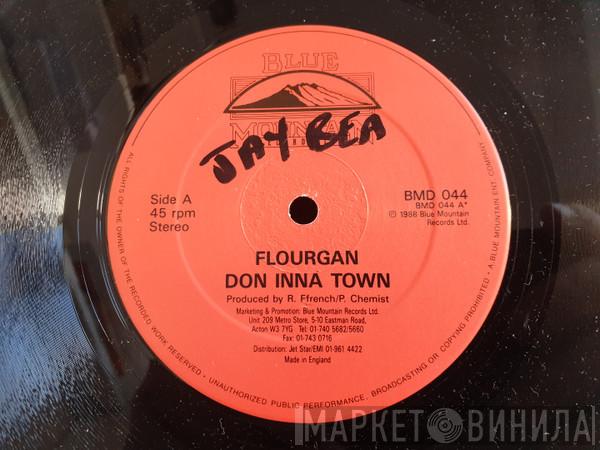 BLUE
MOUNTAIN
RECORDS
JAY BEA
Side A
45 rpm
Stereo
BMD 044
BMD 044 A*
℗ © 1988 Blue Mountain
Records Ltd.
FLOURGAN
DON INNA TOWN
Produced by R. Ffrench/P. Chemist
Marketing & Promotion: Blue Mountain Records Ltd.
Unit 209 Metro Store, 5-10 Eastman Road,
Acton W3 7YG Tel: 01-740 5682/5660
Fax: 01-743 0716
Distribution: Jet Star/EMI 01-961 4422
Made in England
ALL RIGHTS OF THE OWNER OF THE RECORDED WORK RESERVED - UNAUTHORIZED PUBLIC PERFORMANCE, BROADCASTING OR COPYING PROHIBITED - A BLUE MOUNTAIN ENT. COMPANY
МАРКЕТ ВИНИЛА